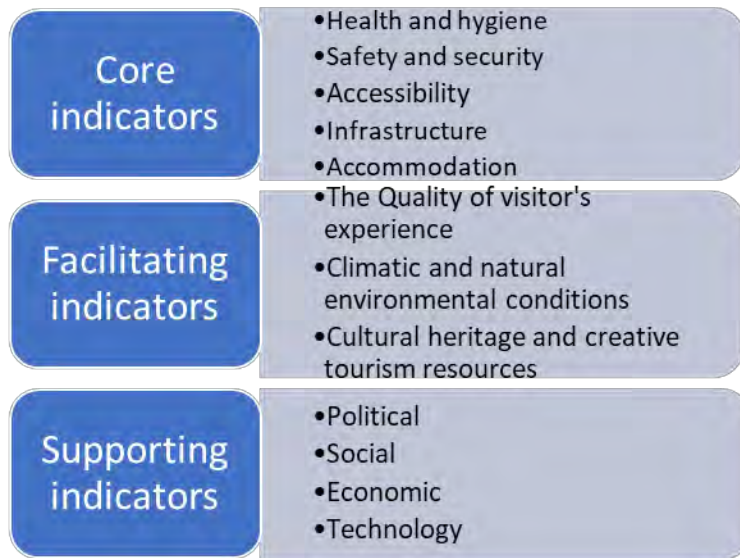 Core
indicators
•Health and hygiene
•Safety and security
•Accessibility
•Infrastructure
•Accommodation
Facilitating
indicators
•The Quality of visitor's
experience
•Climatic and natural
environmental conditions
•Cultural heritage and creative
tourism resources
Supporting
indicators
•Political
•Social
•Economic
•Technology